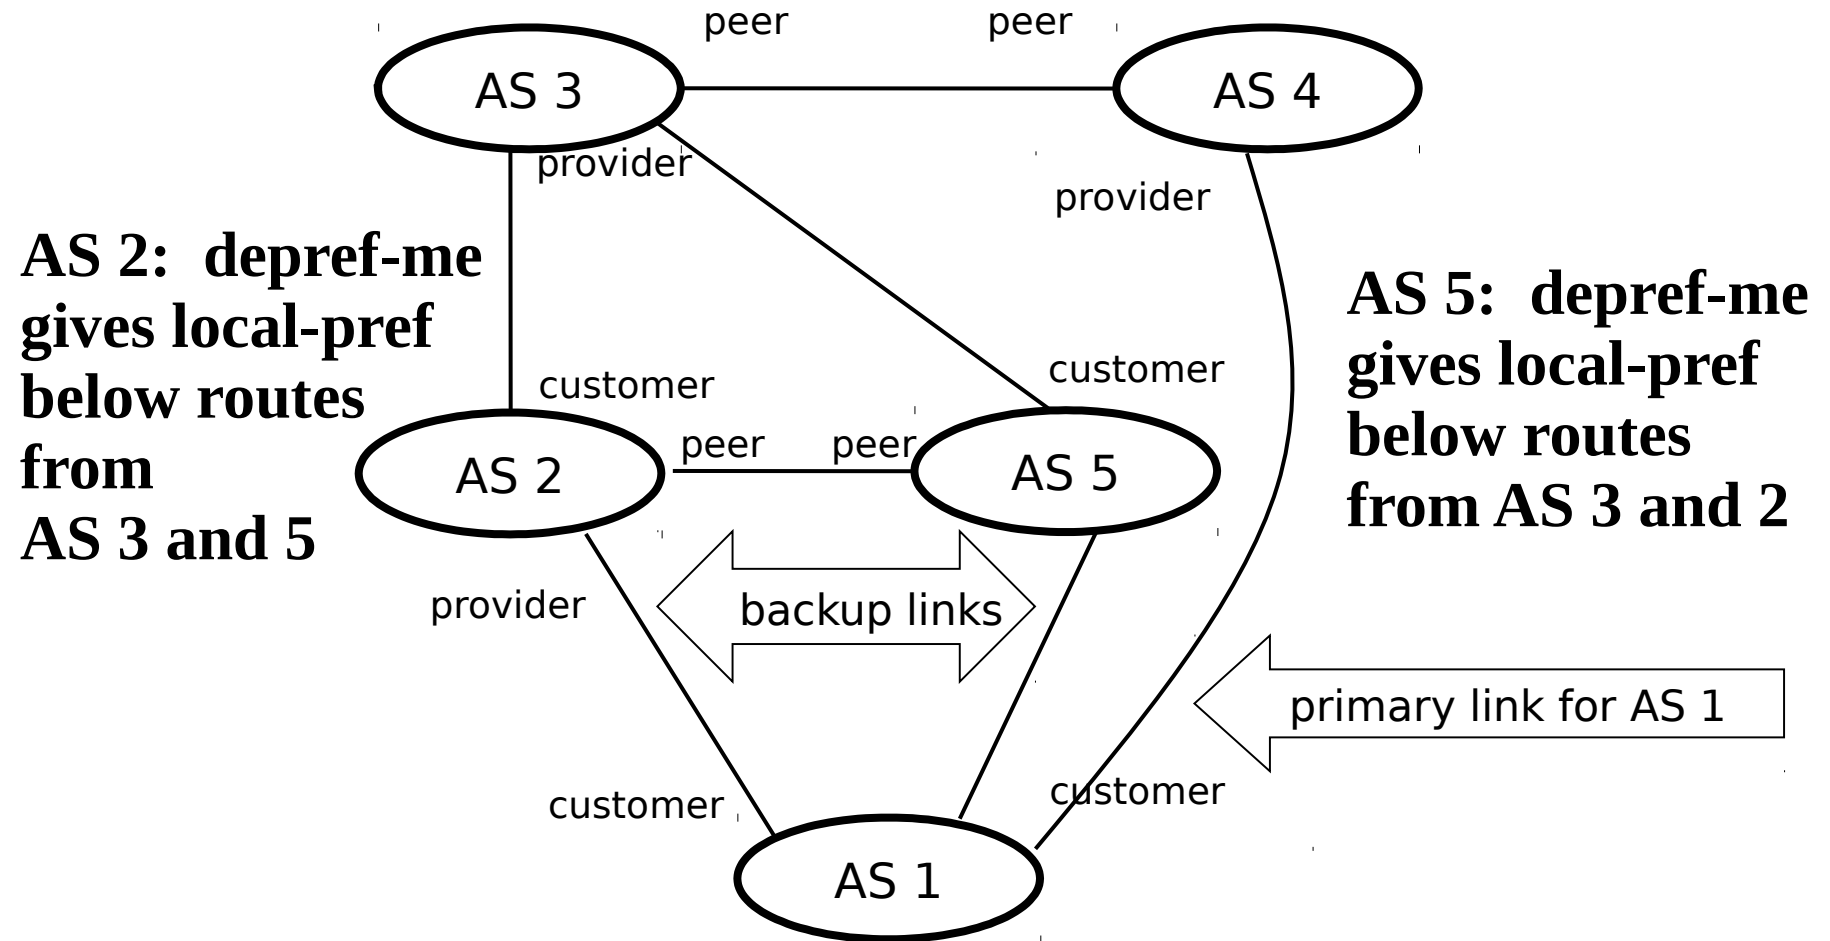 peer peer
AS 3 AS 4
provider
provider
AS 2: depref-me
gives local-pref
below routes
from
AS 3 and 5
AS 5: depref-me
gives local-pref
below routes
from AS 3 and 2
customer
customer
peer peer
AS 2 AS 5
provider
backup links
primary link for AS 1
customer
customer
AS 1